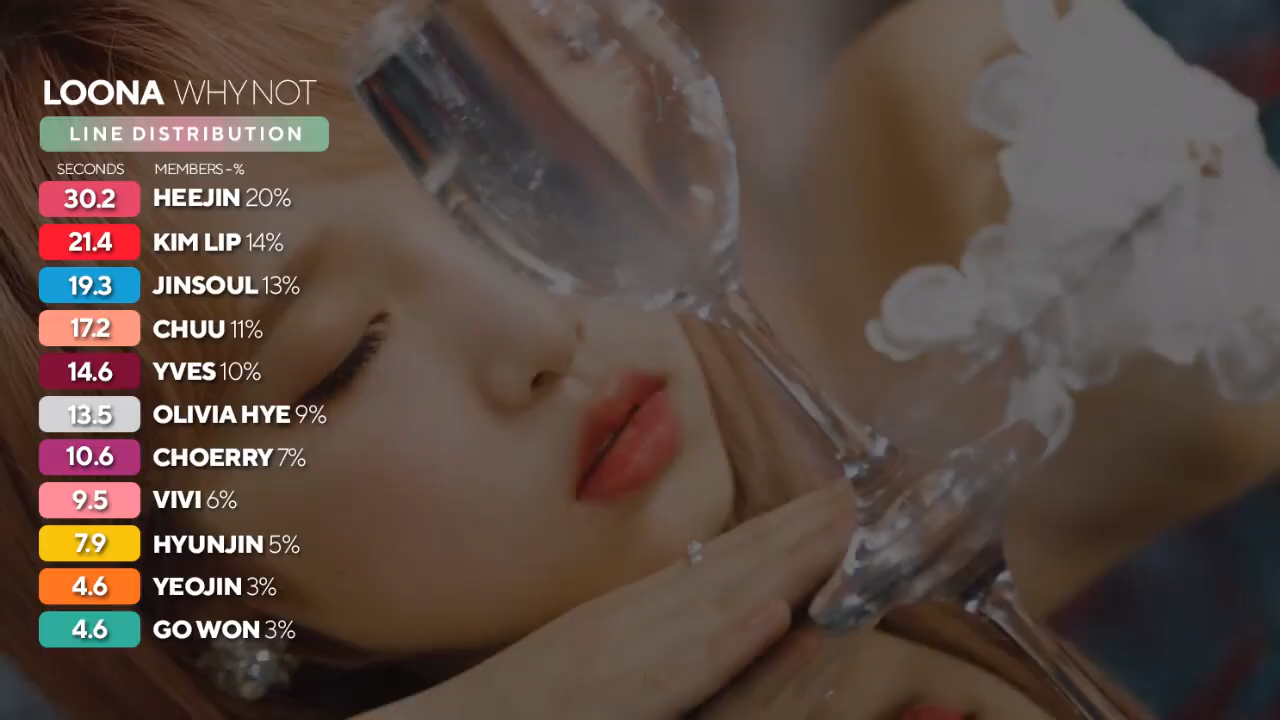 LOONA WHY NOT
LINE DISTRIBUTION
SECONDS MEMBERS - %
30.2 HEEJIN 20%
21.4 KIM LIP 14%
19.3 JINSOUL 13%
17.2 CHUU 11%
14.6 YVES 10%
13.5 OLIVIA HYE 9%
10.6 CHOERRY 7%
9.5 VIVI 6%
7.9 HYUNJIN 5%
4.6 YEOJIN 3%
4.6 GO WON 3%